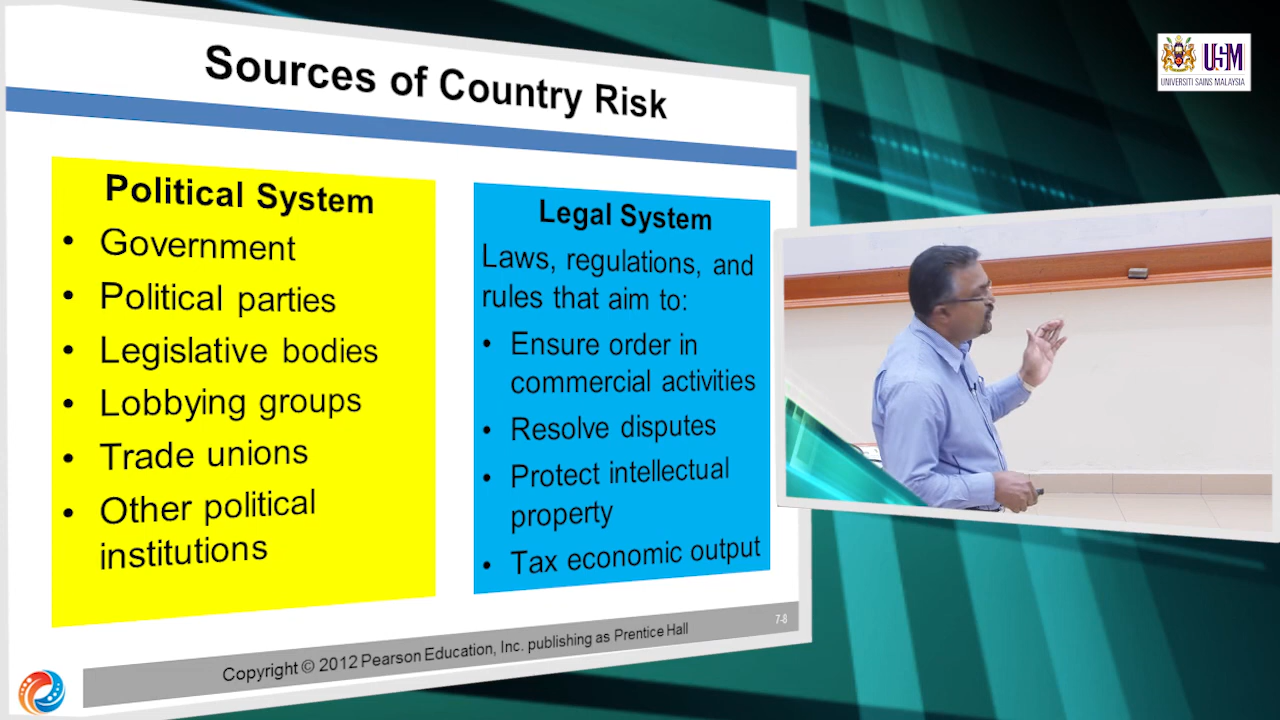 Sources of Country Risk
Political System
• Government
• Political parties
• Legislative bodies
• Lobbying groups
• Trade unions
• Other political
institutions
Legal System
Laws, regulations, and
rules that aim to:
• Ensure order in
commercial activities
• Resolve disputes
• Protect intellectual
property
• Tax economic output
7-8
Copyright © 2012 Pearson Education, Inc. publishing as Prentice Hall
USM
UNIVERSITI SAINS MALAYSIA